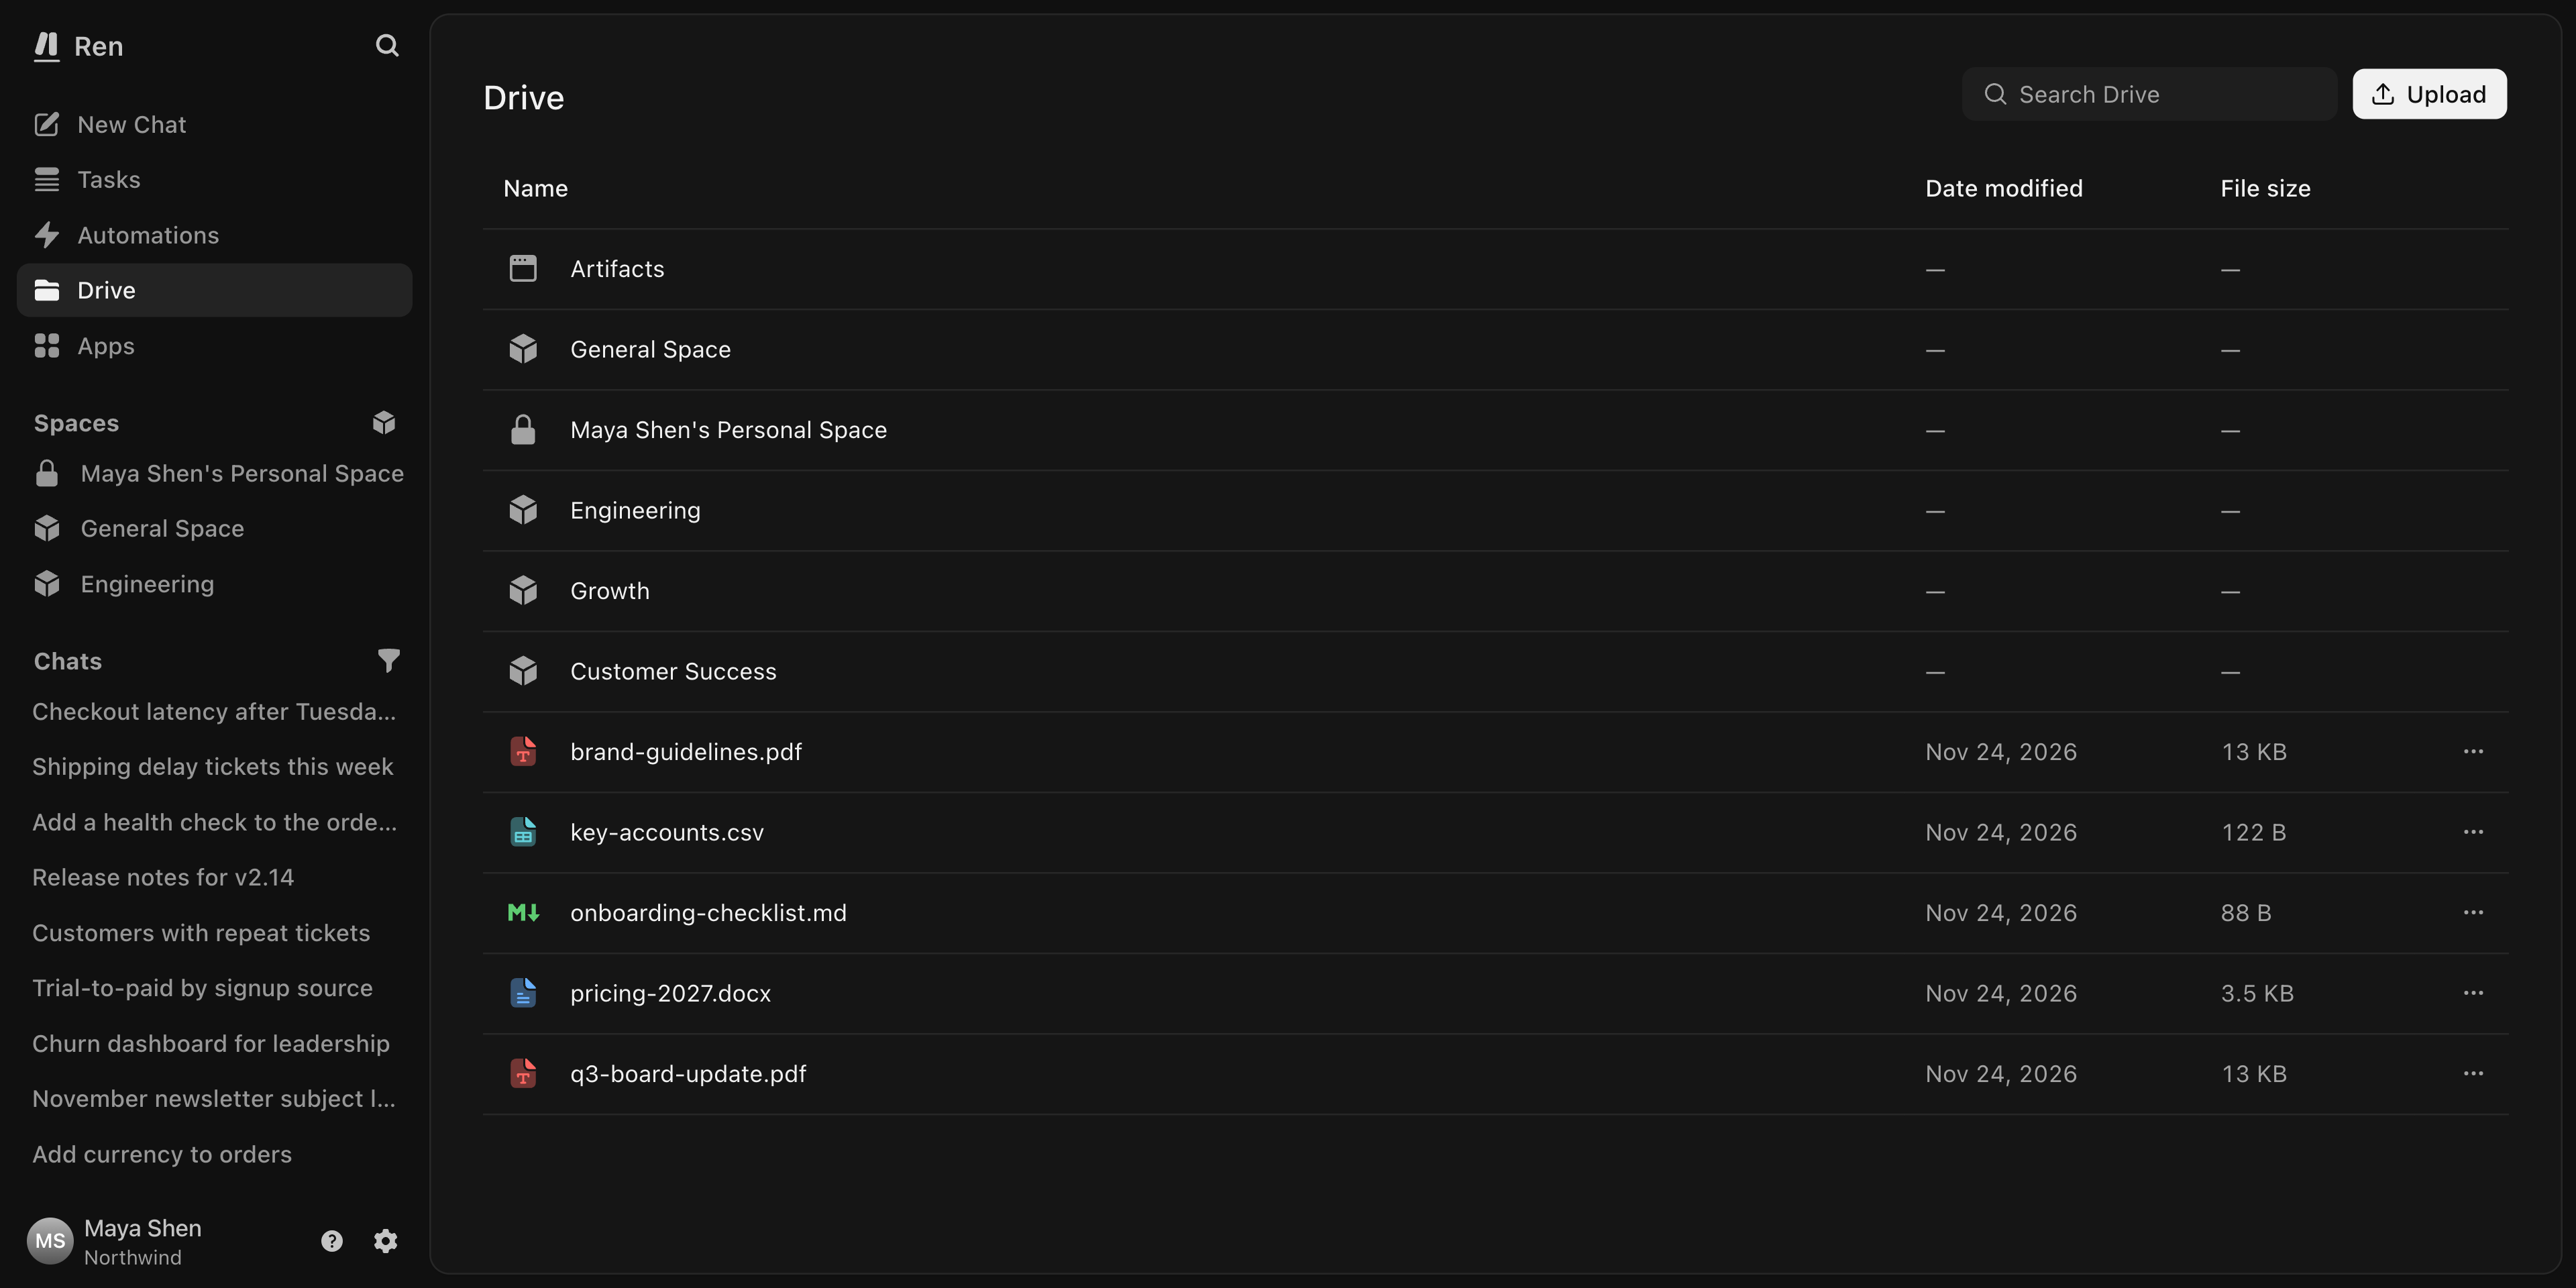 Ren
New Chat
Tasks
Automations
Drive
Apps
Spaces
Maya Shen's Personal Space
General Space
Engineering
Chats
Checkout latency after Tuesda...
Shipping delay tickets this week
Add a health check to the orde...
Release notes for v2.14
Customers with repeat tickets
Trial-to-paid by signup source
Churn dashboard for leadership
November newsletter subject l...
Add currency to orders
MS
Maya Shen
Northwind
?
Drive
Search Drive
Upload
Name Date modified File size
Artifacts — —
General Space — —
Maya Shen's Personal Space — —
Engineering — —
Growth — —
Customer Success — —
brand-guidelines.pdf Nov 24, 2026 13 KB
key-accounts.csv Nov 24, 2026 122 B
M onboarding-checklist.md Nov 24, 2026 88 B
pricing-2027.docx Nov 24, 2026 3.5 KB
q3-board-update.pdf Nov 24, 2026 13 KB